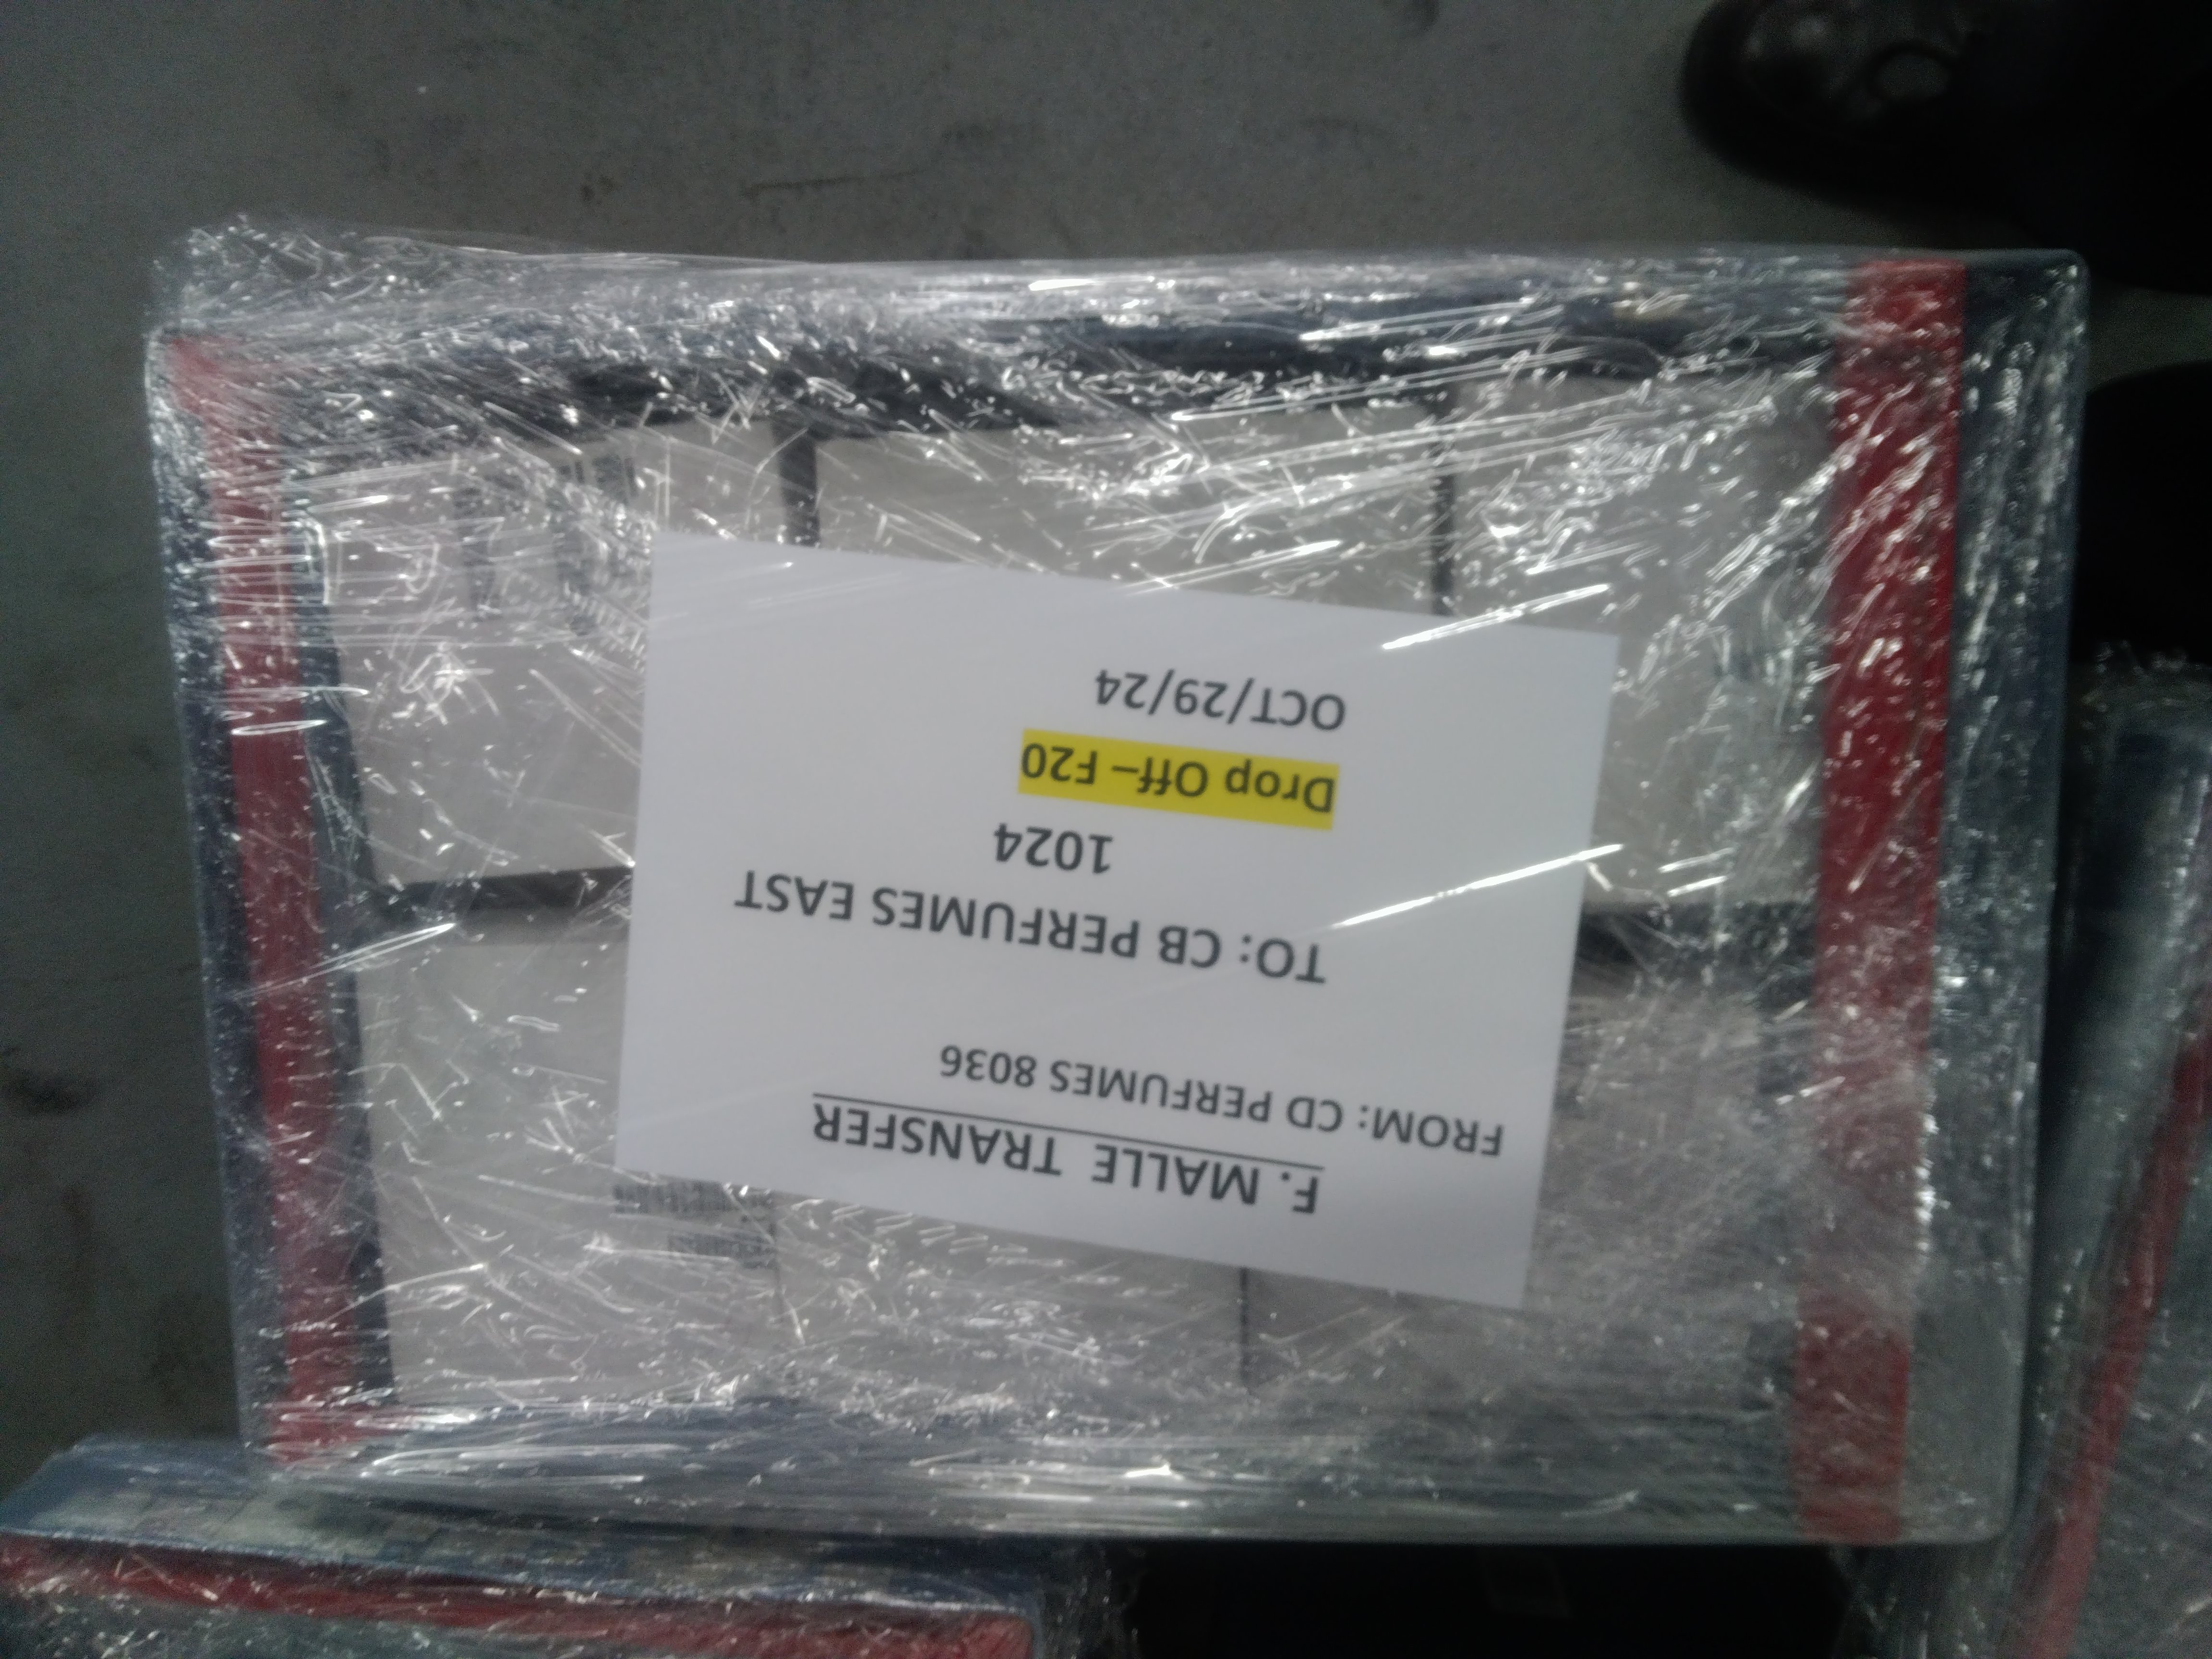 F. MALLE TRANSFER
FROM: CD PERFUMES 8036
TO: CB PERFUMES EAST
1024
Drop Off– F20
OCT/29/24